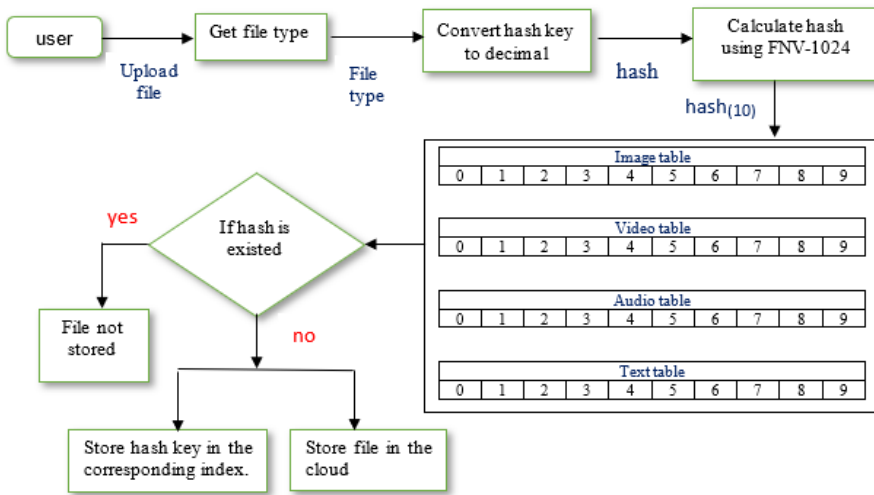 user
Upload
file
Get file type
File
type
Convert hash key
to decimal
hash
Calculate hash
using FNV-1024
hash(10)
Image table
0 1 2 3 4 5 6 7 8 9
Video table
0 1 2 3 4 5 6 7 8 9
Audio table
0 1 2 3 4 5 6 7 8 9
Text table
0 1 2 3 4 5 6 7 8 9
If hash is
existed
yes
File not
stored
no
Store hash key in the
corresponding index.
Store file in the
cloud